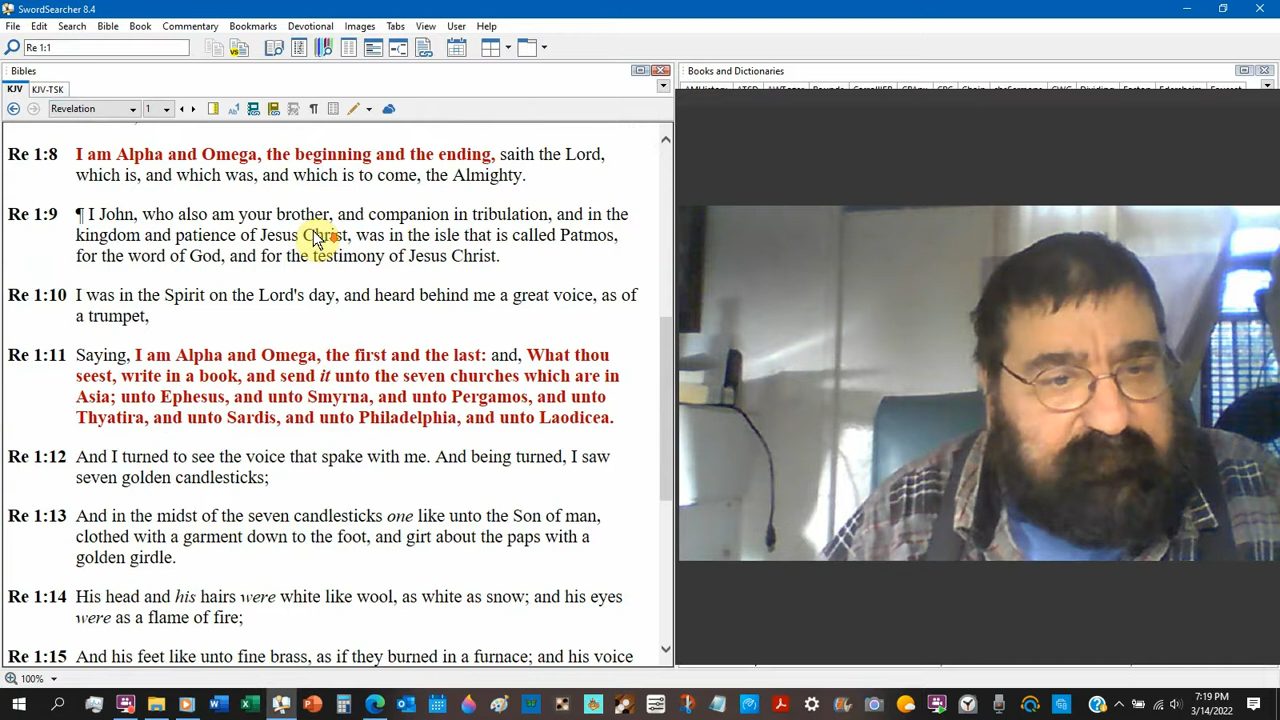 SwordSearcher 8.4
File Edit Search Bible Book Commentary Bookmarks Devotional Images Tabs View User Help
Re 1:1
Bibles
Books and Dictionaries
KJV KJV-TSK
Revelation 1
Re 1:8 I am Alpha and Omega, the beginning and the ending, saith the Lord,
which is, and which was, and which is to come, the Almighty.
Re 1:9 ¶ I John, who also am your brother, and companion in tribulation, and in the
kingdom and patience of Jesus Christ, was in the isle that is called Patmos,
for the word of God, and for the testimony of Jesus Christ.
Re 1:10 I was in the Spirit on the Lord's day, and heard behind me a great voice, as of
a trumpet,
Re 1:11 Saying, I am Alpha and Omega, the first and the last: and, What thou
seest, write in a book, and send it unto the seven churches which are in
Asia; unto Ephesus, and unto Smyrna, and unto Pergamos, and unto
Thyatira, and unto Sardis, and unto Philadelphia, and unto Laodicea.
Re 1:12 And I turned to see the voice that spake with me. And being turned, I saw
seven golden candlesticks;
Re 1:13 And in the midst of the seven candlesticks one like unto the Son of man,
clothed with a garment down to the foot, and girt about the paps with a
golden girdle.
Re 1:14 His head and his hairs were white like wool, as white as snow; and his eyes
were as a flame of fire;
Re 1:15 And his feet like unto fine brass, as if they burned in a furnace; and his voice
100%
7:19 PM
3/14/2022